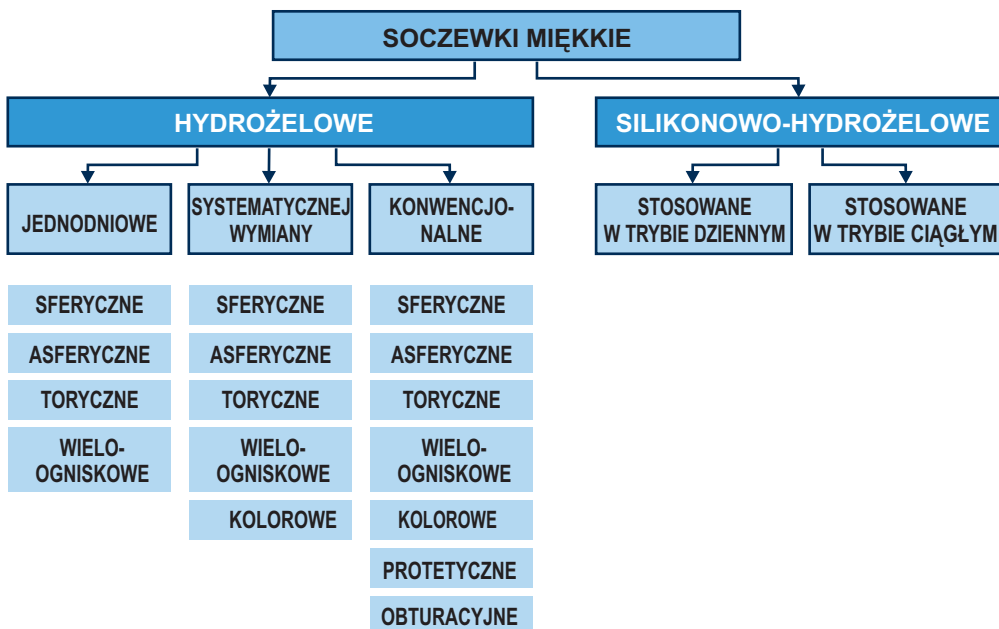 SOCZEWKI MIĘKKIE
HYDROŻELOWE
SILIKONOWO-HYDROŻELOWE
JEDNODNIOWE
SYSTEMATYCZNEJ
WYMIANY
KONWENCJO-
NALNE
STOSOWANE
W TRYBIE DZIENNYM
STOSOWANE
W TRYBIE CIĄGŁYM
SFERYCZNE
ASFERYCZNE
TORYCZNE
WIELO-
OGNISKOWE
SFERYCZNE
ASFERYCZNE
TORYCZNE
WIELO-
OGNISKOWE
KOLOROWE
SFERYCZNE
ASFERYCZNE
TORYCZNE
WIELO-
OGNISKOWE
KOLOROWE
PROTETYCZNE
OBTURACYJNE